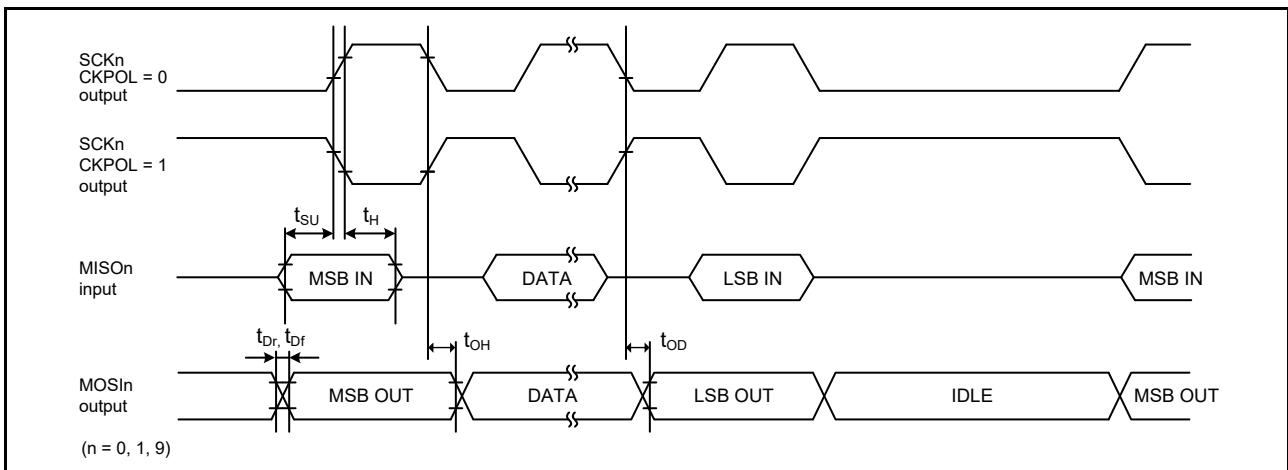 SCKn
CKPOL = 0
output
SCKn
CKPOL = 1
output
tSU
tH
MISOn
input
MSB IN
DATA
LSB IN
MSB IN
tDr, tDf
tOH
tOD
MOSIn
output
MSB OUT
DATA
LSB OUT
IDLE
MSB OUT
(n = 0, 1, 9)